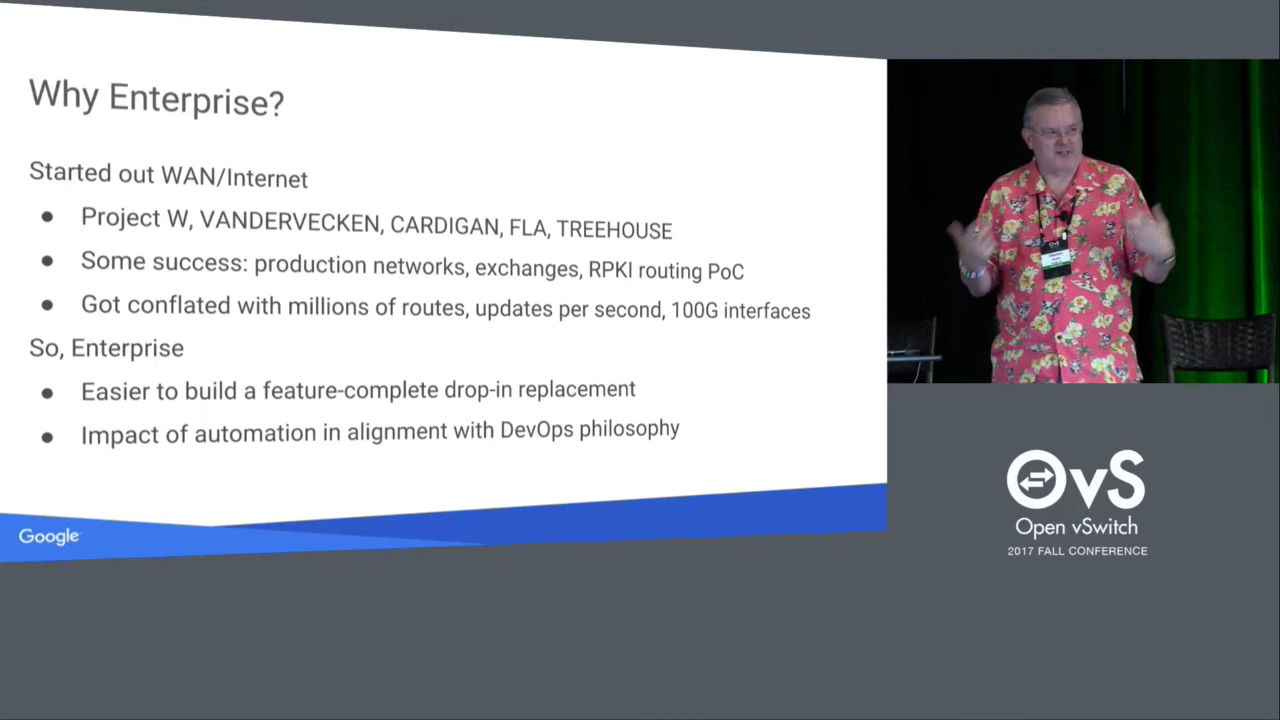 Why Enterprise?
Started out WAN/Internet
● Project W, VANDERVECKEN, CARDIGAN, FLA, TREEHOUSE
● Some success: production networks, exchanges, RPKI routing PoC
● Got conflated with millions of routes, updates per second, 100G interfaces
So, Enterprise
● Easier to build a feature-complete drop-in replacement
● Impact of automation in alignment with DevOps philosophy
Google
OvS
Open vSwitch
2017 FALL CONFERENCE